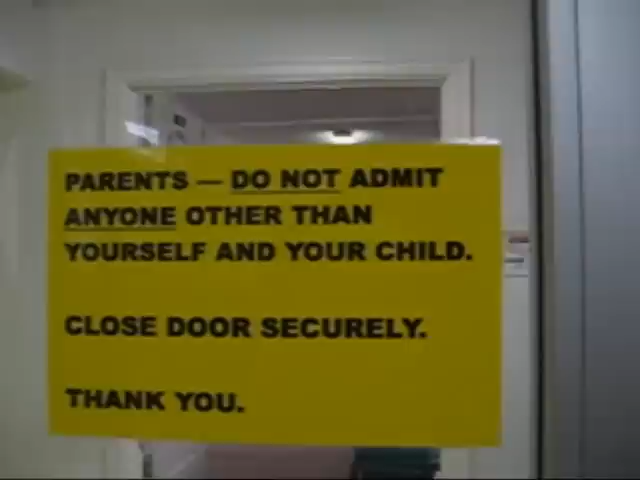 PARENTS — DO NOT ADMIT
ANYONE OTHER THAN
YOURSELF AND YOUR CHILD.
CLOSE DOOR SECURELY.
THANK YOU.